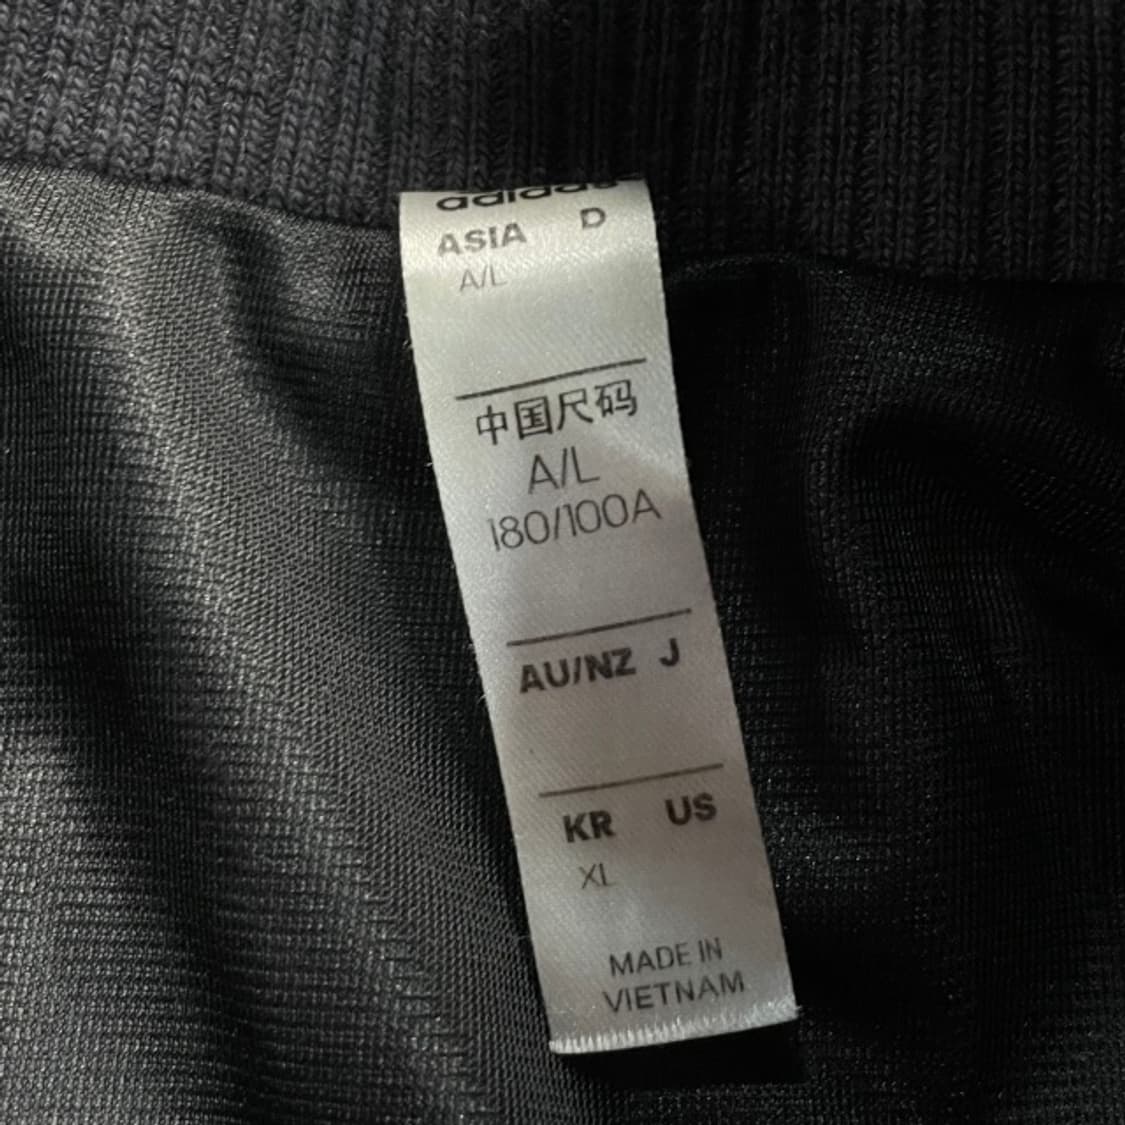 adidas
ASIA D
A/L
中国尺码
A/L
180/100A
AU/NZ J
KR US
XL
MADE IN
VIETNAM